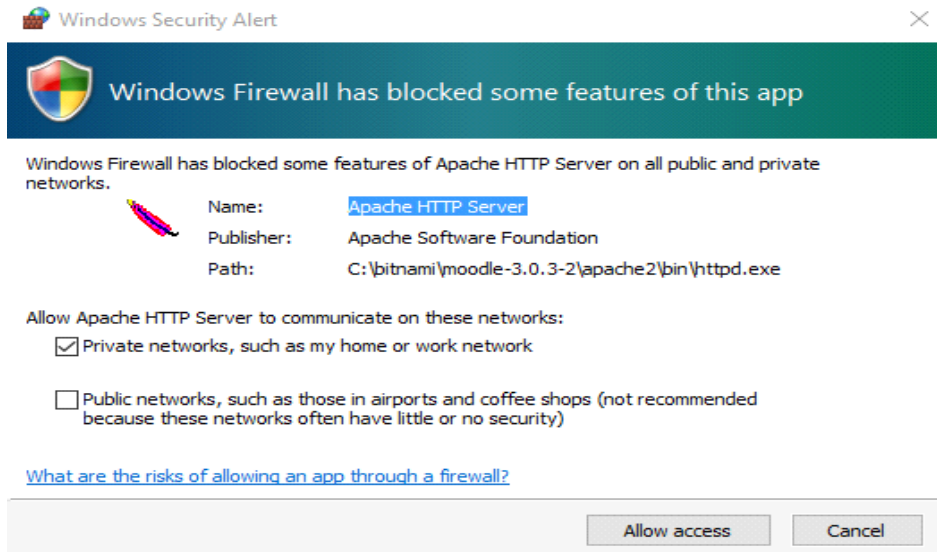 Windows Security Alert
Windows Firewall has blocked some features of this app
Windows Firewall has blocked some features of Apache HTTP Server on all public and private
networks.
Name: Apache HTTP Server
Publisher: Apache Software Foundation
Path: C:\bitnami\moodle-3.0.3-2\apache2\bin\httpd.exe
Allow Apache HTTP Server to communicate on these networks:
Private networks, such as my home or work network
Public networks, such as those in airports and coffee shops (not recommended
because these networks often have little or no security)
What are the risks of allowing an app through a firewall?
Allow access Cancel